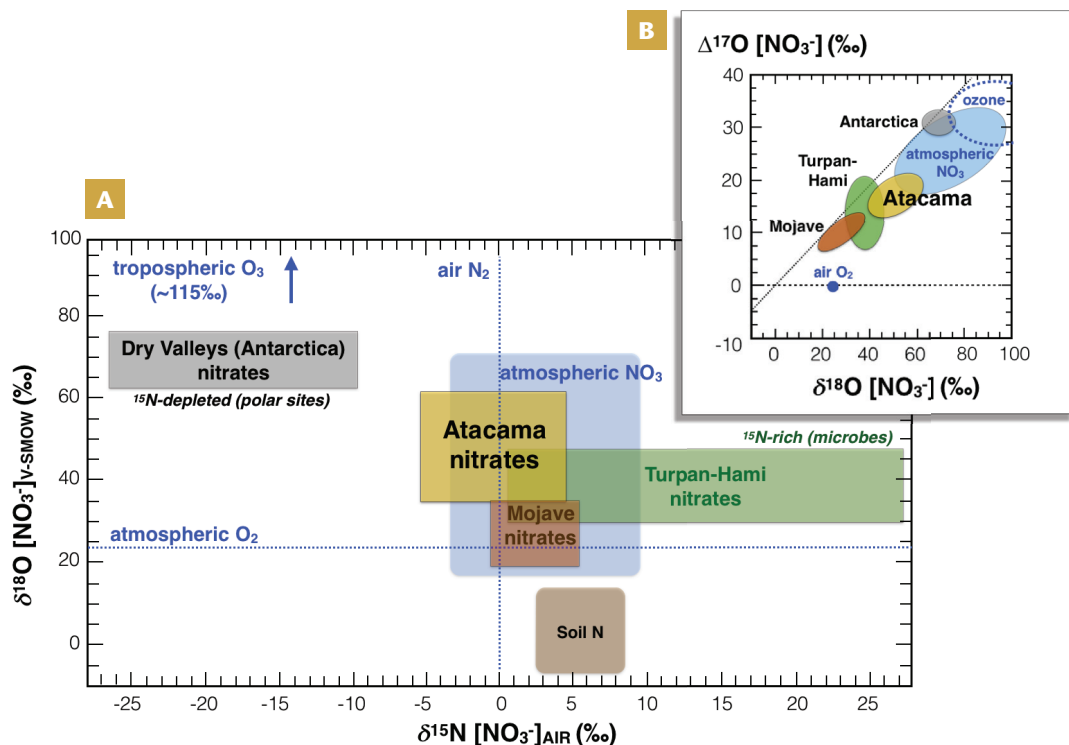 B
Δ¹⁷O [NO₃⁻] (‰)
40
30
20
10
0
-10
ozone
Antarctica
atmospheric
NO₃
Turpan-
Hami
Atacama
Mojave
air O₂
0 20 40 60 80 100
δ¹⁸O [NO₃⁻] (‰)
A
100
80
60
40
20
0
δ¹⁸O [NO₃⁻]V-SMOW (‰)
tropospheric O₃
(~115‰)
air N₂
Dry Valleys (Antarctica)
nitrates
¹⁵N-depleted (polar sites)
atmospheric NO₃
Atacama
nitrates
¹⁵N-rich (microbes)
Turpan-Hami
nitrates
Mojave
nitrates
atmospheric O₂
Soil N
-25 -20 -15 -10 -5 0 5 10 15 20 25
δ¹⁵N [NO₃⁻]AIR (‰)